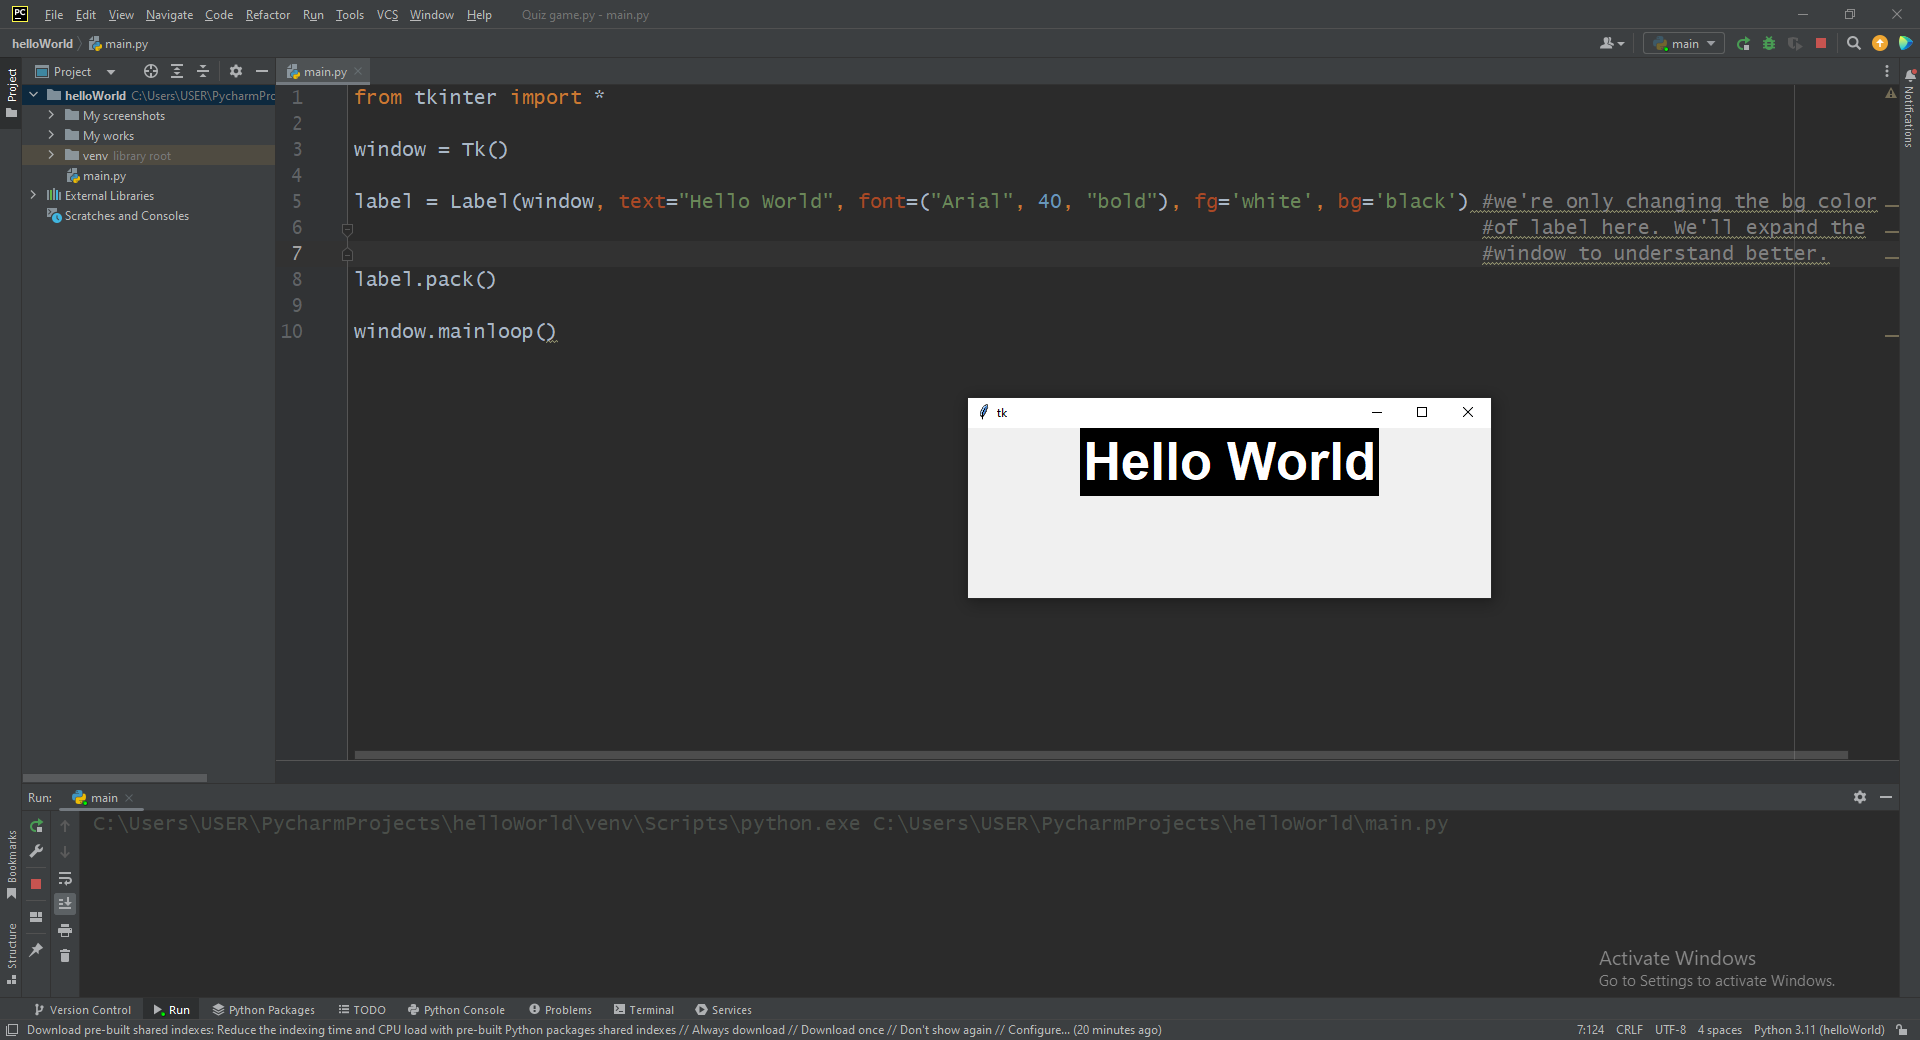 PC File Edit View Navigate Code Refactor Run Tools VCS Window Help Quiz game.py - main.py
helloWorld main.py main
Project main.py
Project
helloWorld C:\Users\USER\PycharmPrc
My screenshots
My works
venv library root
main.py
External Libraries
Scratches and Consoles
Notifications
1 from tkinter import *
2
3 window = Tk()
4
5 label = Label(window, text="Hello World", font=("Arial", 40, "bold"), fg='white', bg='black') #we're only changing the bg color
6 #of label here. We'll expand the
7 #window to understand better.
8 label.pack()
9
10 window.mainloop()
tk
Hello World
Run: main
C:\Users\USER\PycharmProjects\helloWorld\venv\Scripts\python.exe C:\Users\USER\PycharmProjects\helloWorld\main.py
Bookmarks
Structure
Activate Windows
Go to Settings to activate Windows.
Version Control Run Python Packages TODO Python Console Problems Terminal Services
Download pre-built shared indexes: Reduce the indexing time and CPU load with pre-built Python packages shared indexes // Always download // Download once // Don't show again // Configure... (20 minutes ago) 7:124 CRLF UTF-8 4 spaces Python 3.11 (helloWorld)